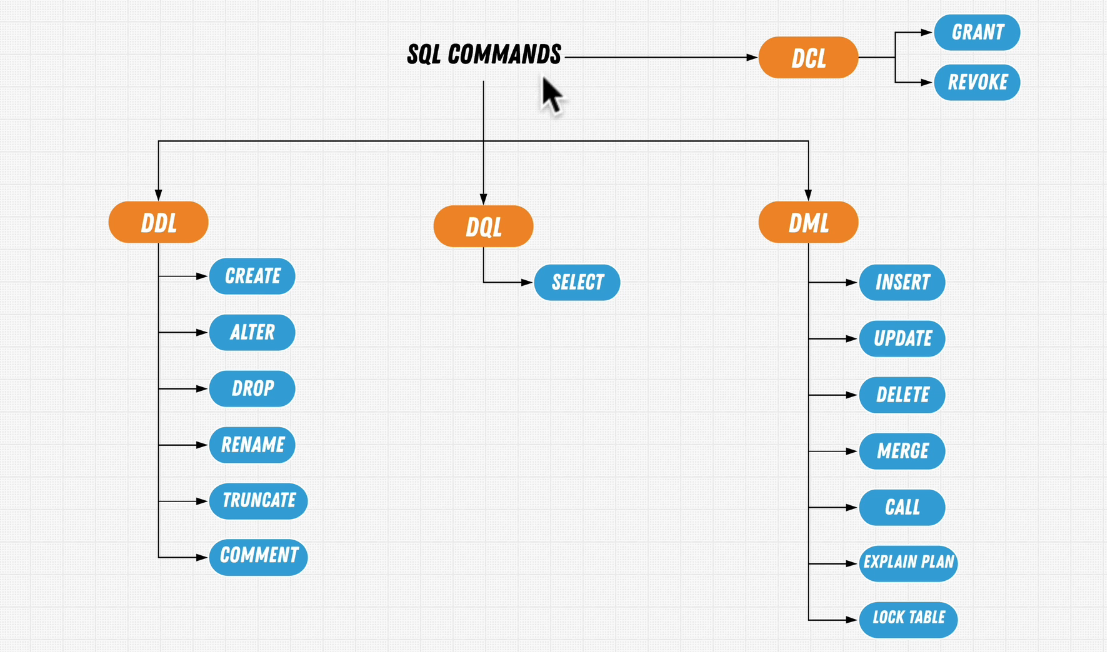 SQL COMMANDS
DCL
GRANT
REVOKE
DDL
CREATE
ALTER
DROP
RENAME
TRUNCATE
COMMENT
DQL
SELECT
DML
INSERT
UPDATE
DELETE
MERGE
CALL
EXPLAIN PLAN
LOCK TABLE